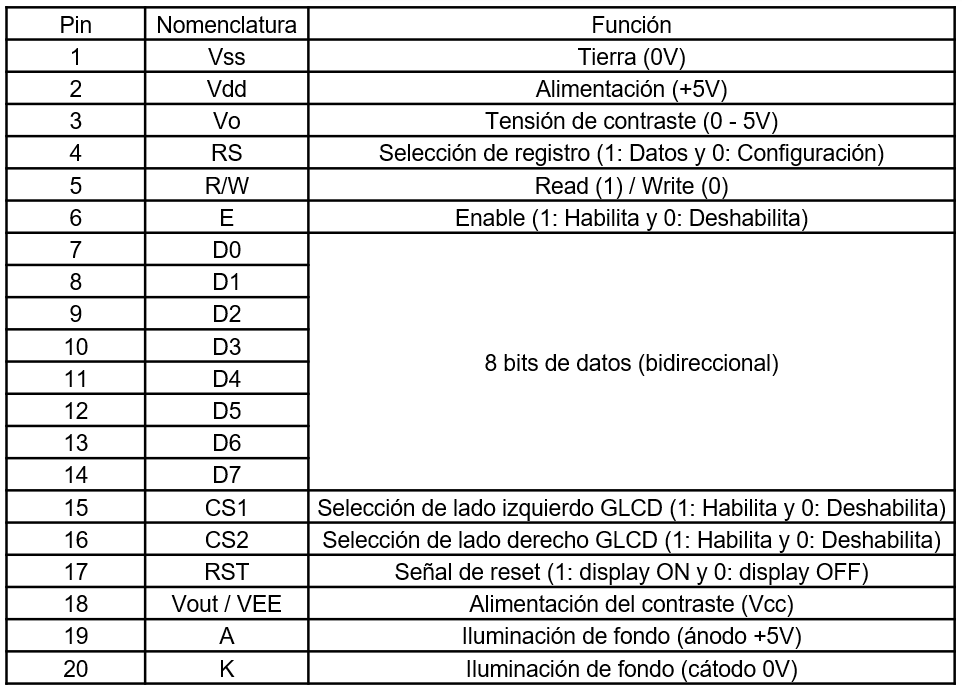 Pin Nomenclatura Función
1 Vss Tierra (0V)
2 Vdd Alimentación (+5V)
3 Vo Tensión de contraste (0 - 5V)
4 RS Selección de registro (1: Datos y 0: Configuración)
5 R/W Read (1) / Write (0)
6 E Enable (1: Habilita y 0: Deshabilita)
7 D0
8 D1
9 D2
10 D3
8 bits de datos (bidireccional)
11 D4
12 D5
13 D6
14 D7
15 CS1 Selección de lado izquierdo GLCD (1: Habilita y 0: Deshabilita)
16 CS2 Selección de lado derecho GLCD (1: Habilita y 0: Deshabilita)
17 RST Señal de reset (1: display ON y 0: display OFF)
18 Vout / VEE Alimentación del contraste (Vcc)
19 A Iluminación de fondo (ánodo +5V)
20 K Iluminación de fondo (cátodo 0V)